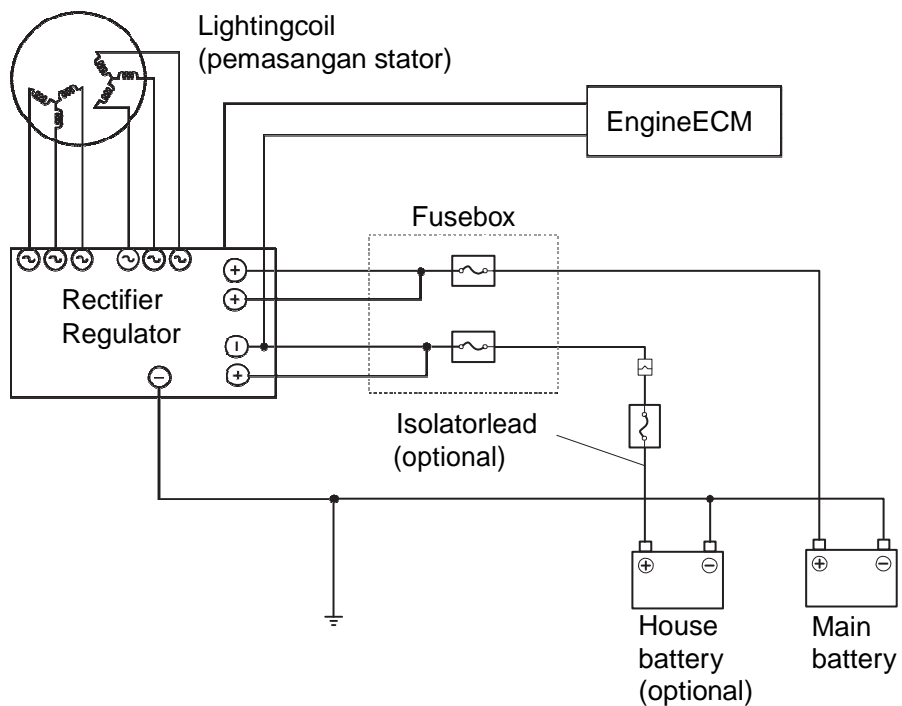 Lightingcoil
(pemasangan stator)
EngineECM
Fusebox
Rectifier
Regulator
Isolatorlead
(optional)
House
battery
(optional)
Main
battery